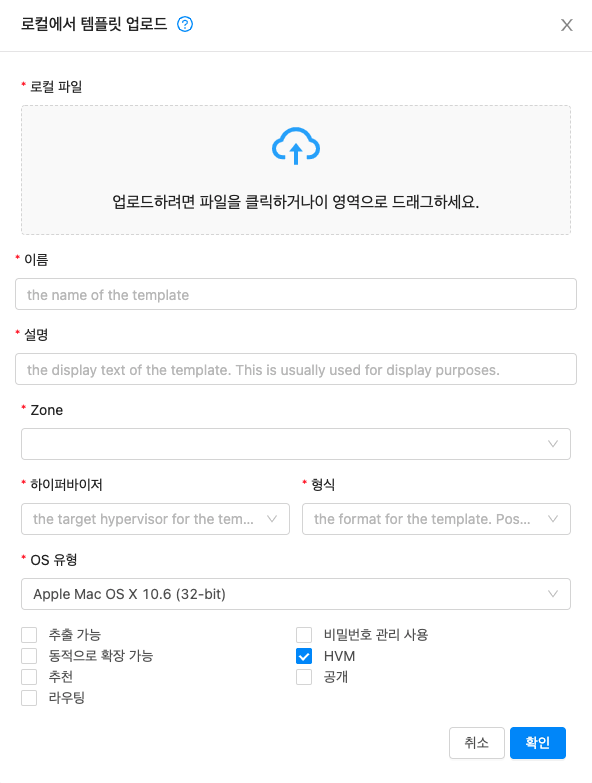 로컬에서 템플릿 업로드
* 로컬 파일
업로드하려면 파일을 클릭하거나이 영역으로 드래그하세요.
* 이름
the name of the template
* 설명
the display text of the template. This is usually used for display purposes.
* Zone
* 하이퍼바이저
* 형식
the target hypervisor for the tem...
the format for the template. Pos...
* OS 유형
Apple Mac OS X 10.6 (32-bit)
추출 가능
비밀번호 관리 사용
동적으로 확장 가능
HVM
추천
공개
라우팅
취소
확인